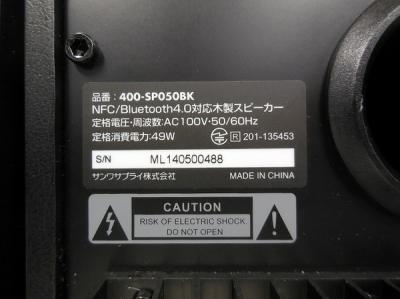 品番：400-SP050BK
NFC/Bluetooth4.0対応木製スピーカー
定格電圧・周波数:AC100V・50/60Hz
定格消費電力:49W
R 201-135453
S/N ML140500488
サンワサプライ株式会社 MADE IN CHINA
CAUTION
RISK OF ELECTRIC SHOCK.
DO NOT OPEN